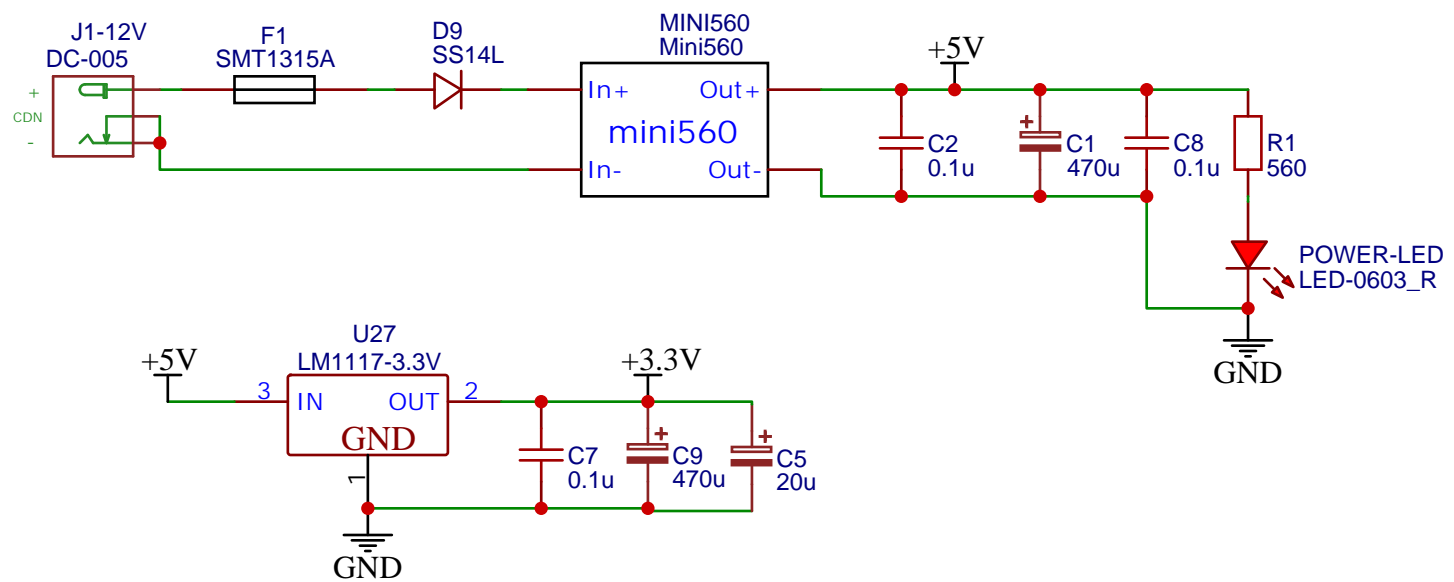 J1-12V
DC-005
+
CDN
-
F1
SMT1315A
D9
SS14L
MINI560
Mini560
In+
Out+
mini560
In-
Out-
+5V
C2
0.1u
+
C1
470u
C8
0.1u
R1
560
POWER-LED
LED-0603_R
GND
+5V
U27
LM1117-3.3V
3
IN
OUT
2
GND
1
GND
+3.3V
C7
0.1u
+
C9
470u
+
C5
20u